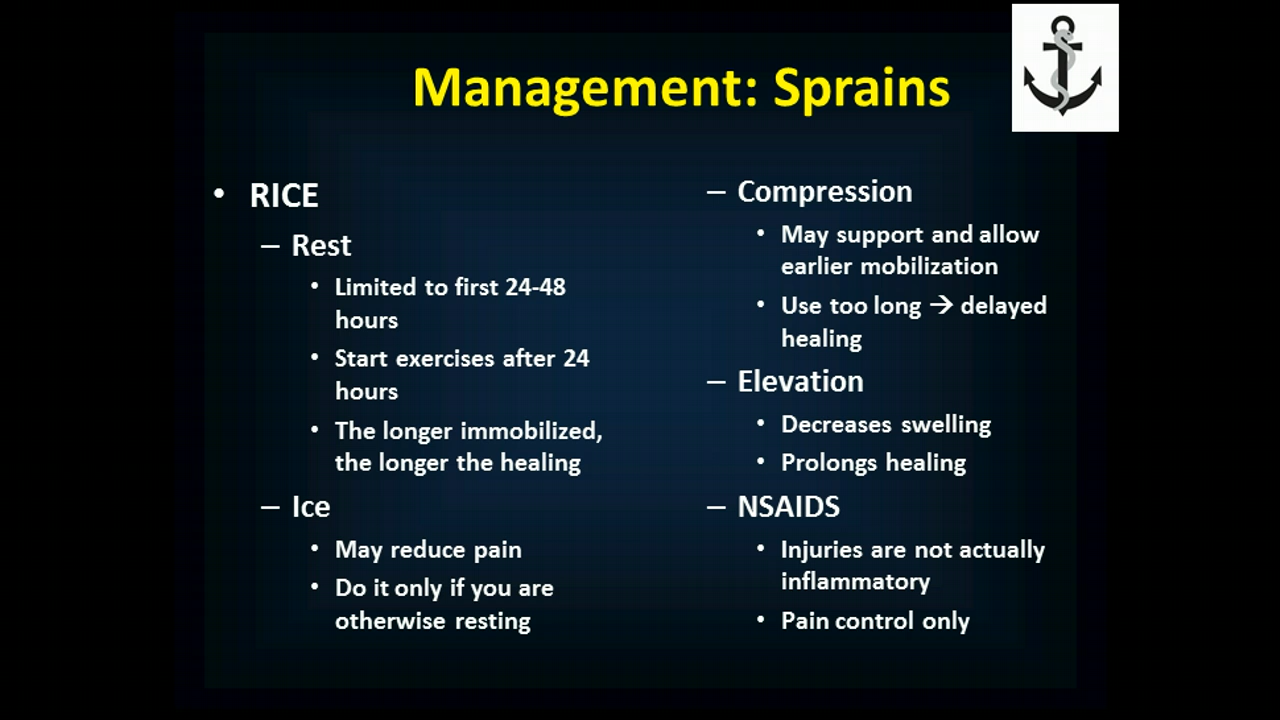 Management: Sprains
• RICE
– Rest
• Limited to first 24-48
hours
• Start exercises after 24
hours
• The longer immobilized,
the longer the healing
– Ice
• May reduce pain
• Do it only if you are
otherwise resting
– Compression
• May support and allow
earlier mobilization
• Use too long → delayed
healing
– Elevation
• Decreases swelling
• Prolongs healing
– NSAIDS
• Injuries are not actually
inflammatory
• Pain control only